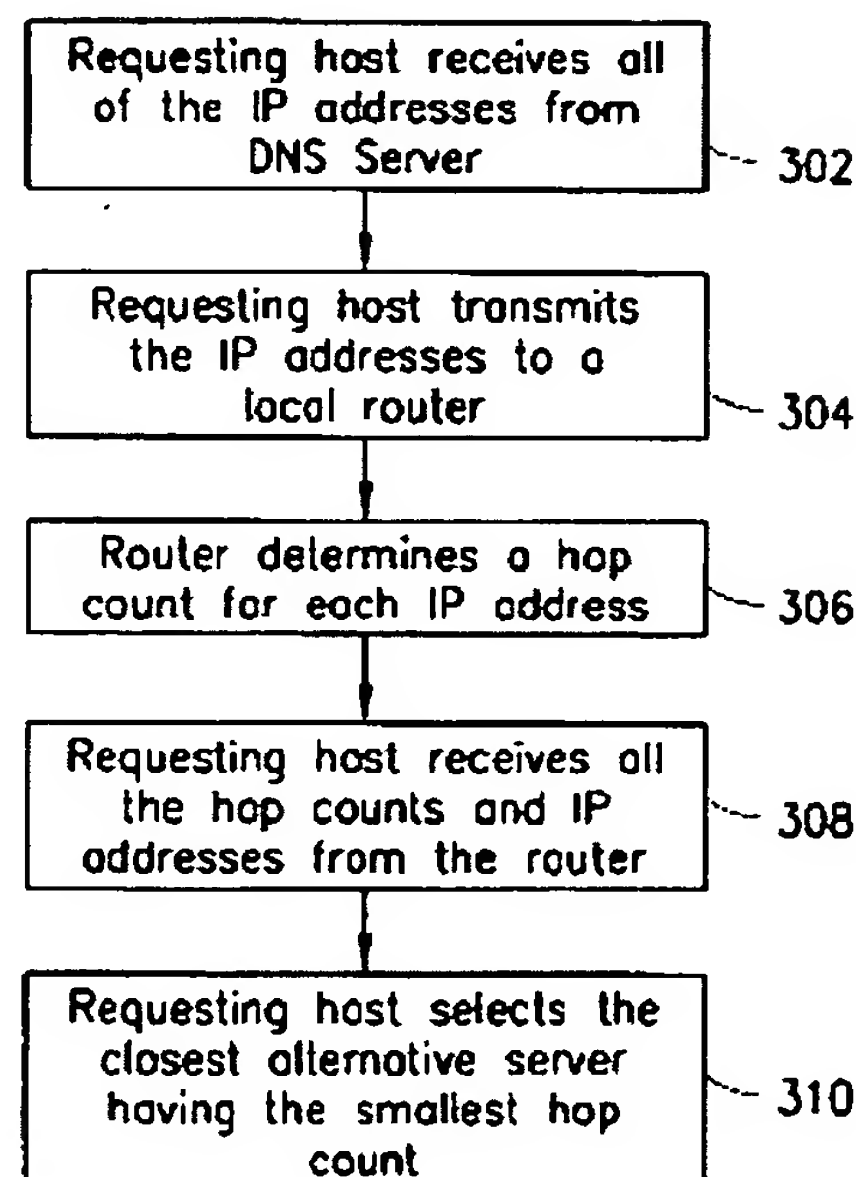 Requesting host receives all
of the IP addresses from
DNS Server
302
Requesting host transmits
the IP addresses to a
local router
304
Router determines a hop
count for each IP address
306
Requesting host receives all
the hop counts and IP
addresses from the router
308
Requesting host selects the
closest alternative server
having the smallest hop
count
310